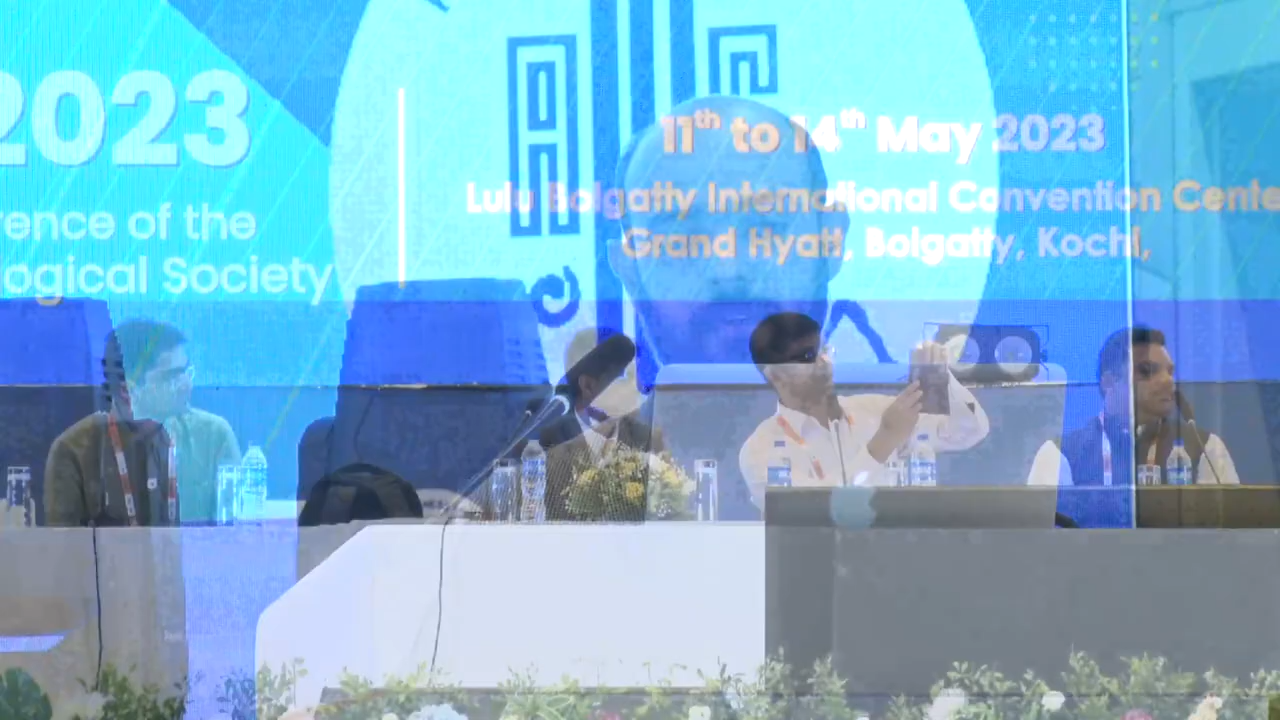 2023
rence of the
ogical Society
11th to 14th May 2023
Lulu Bolgatty International Convention Cente
Grand Hyatt, Bolgatty, Kochi,